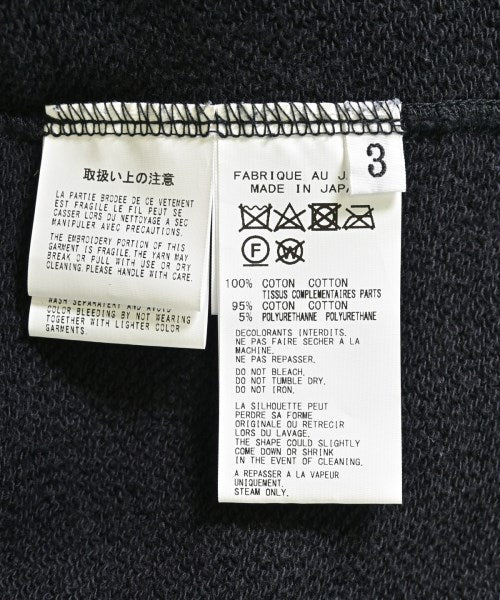 取扱い上の注意
LA PARTIE BRODEE DE CE VETEMENT
EST FRAGILE LE FIL PEUT SE
CASSER LORS DU NETTOYAGE A SEC
MANIPULER AVEC PRECAUTIONS.
THE EMBROIDERY PORTION OF THIS
GARMENT IS FRAGILE. THE YARN MAY
BREAK OR PULL WITH USE OR DRY
CLEANING. PLEASE HANDLE WITH CARE.
WASH SEPARATELY AND AVOID
COLOR BLEEDING BY NOT WEARING
TOGETHER WITH LIGHTER COLOR
GARMENTS.
3
FABRIQUE AU
MADE IN JAPA
F
W
100% COTON COTTON
TISSUS COMPLEMENTAIRES PARTS
95% COTON COTTON
5% POLYURETHANNE POLYURETHANE
DECOLORANTS INTERDITS.
NE PAS FAIRE SECHER A LA
MACHINE.
NE PAS REPASSER.
DO NOT BLEACH.
DO NOT TUMBLE DRY.
DO NOT IRON.
LA SILHOUETTE PEUT
PERDRE SA FORME
ORIGINALE OU RETRECIR
LORS DU LAVAGE.
THE SHAPE COULD SLIGHTLY
COME DOWN OR SHRINK
IN THE EVENT OF CLEANING.
A REPASSER A LA VAPEUR
UNIQUEMENT.
STEAM ONLY.